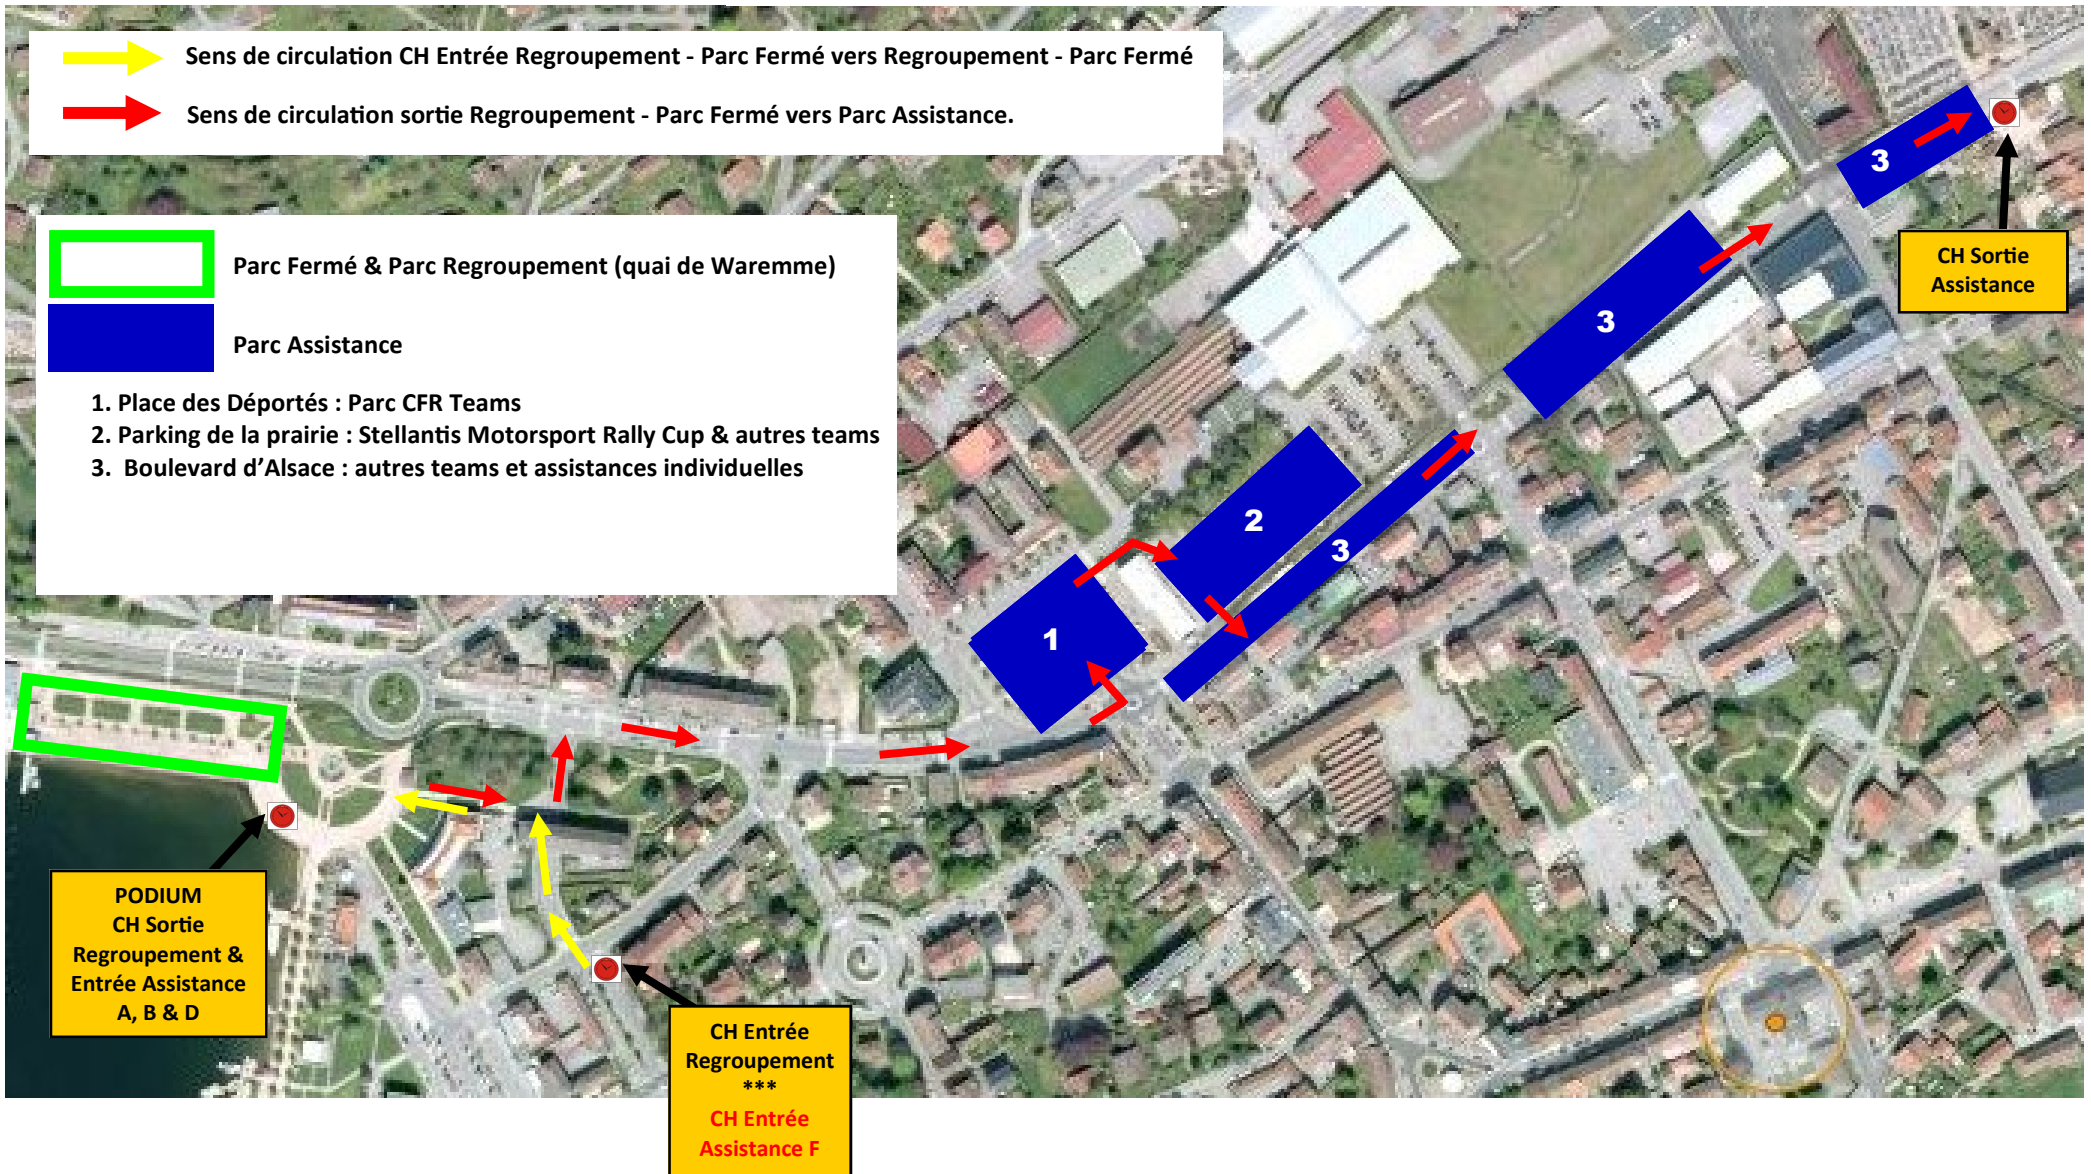 Sens de circulation CH Entrée Regroupement - Parc Fermé vers Regroupement - Parc Fermé
Sens de circulation sortie Regroupement - Parc Fermé vers Parc Assistance.
Parc Fermé & Parc Regroupement (quai de Waremme)
Parc Assistance
1. Place des Déportés : Parc CFR Teams
2. Parking de la prairie : Stellantis Motorsport Rally Cup & autres teams
3. Boulevard d’Alsace : autres teams et assistances individuelles
3
CH Sortie
Assistance
3
2
3
1
PODIUM
CH Sortie
Regroupement &
Entrée Assistance
A, B & D
CH Entrée
Regroupement
***
CH Entrée
Assistance F